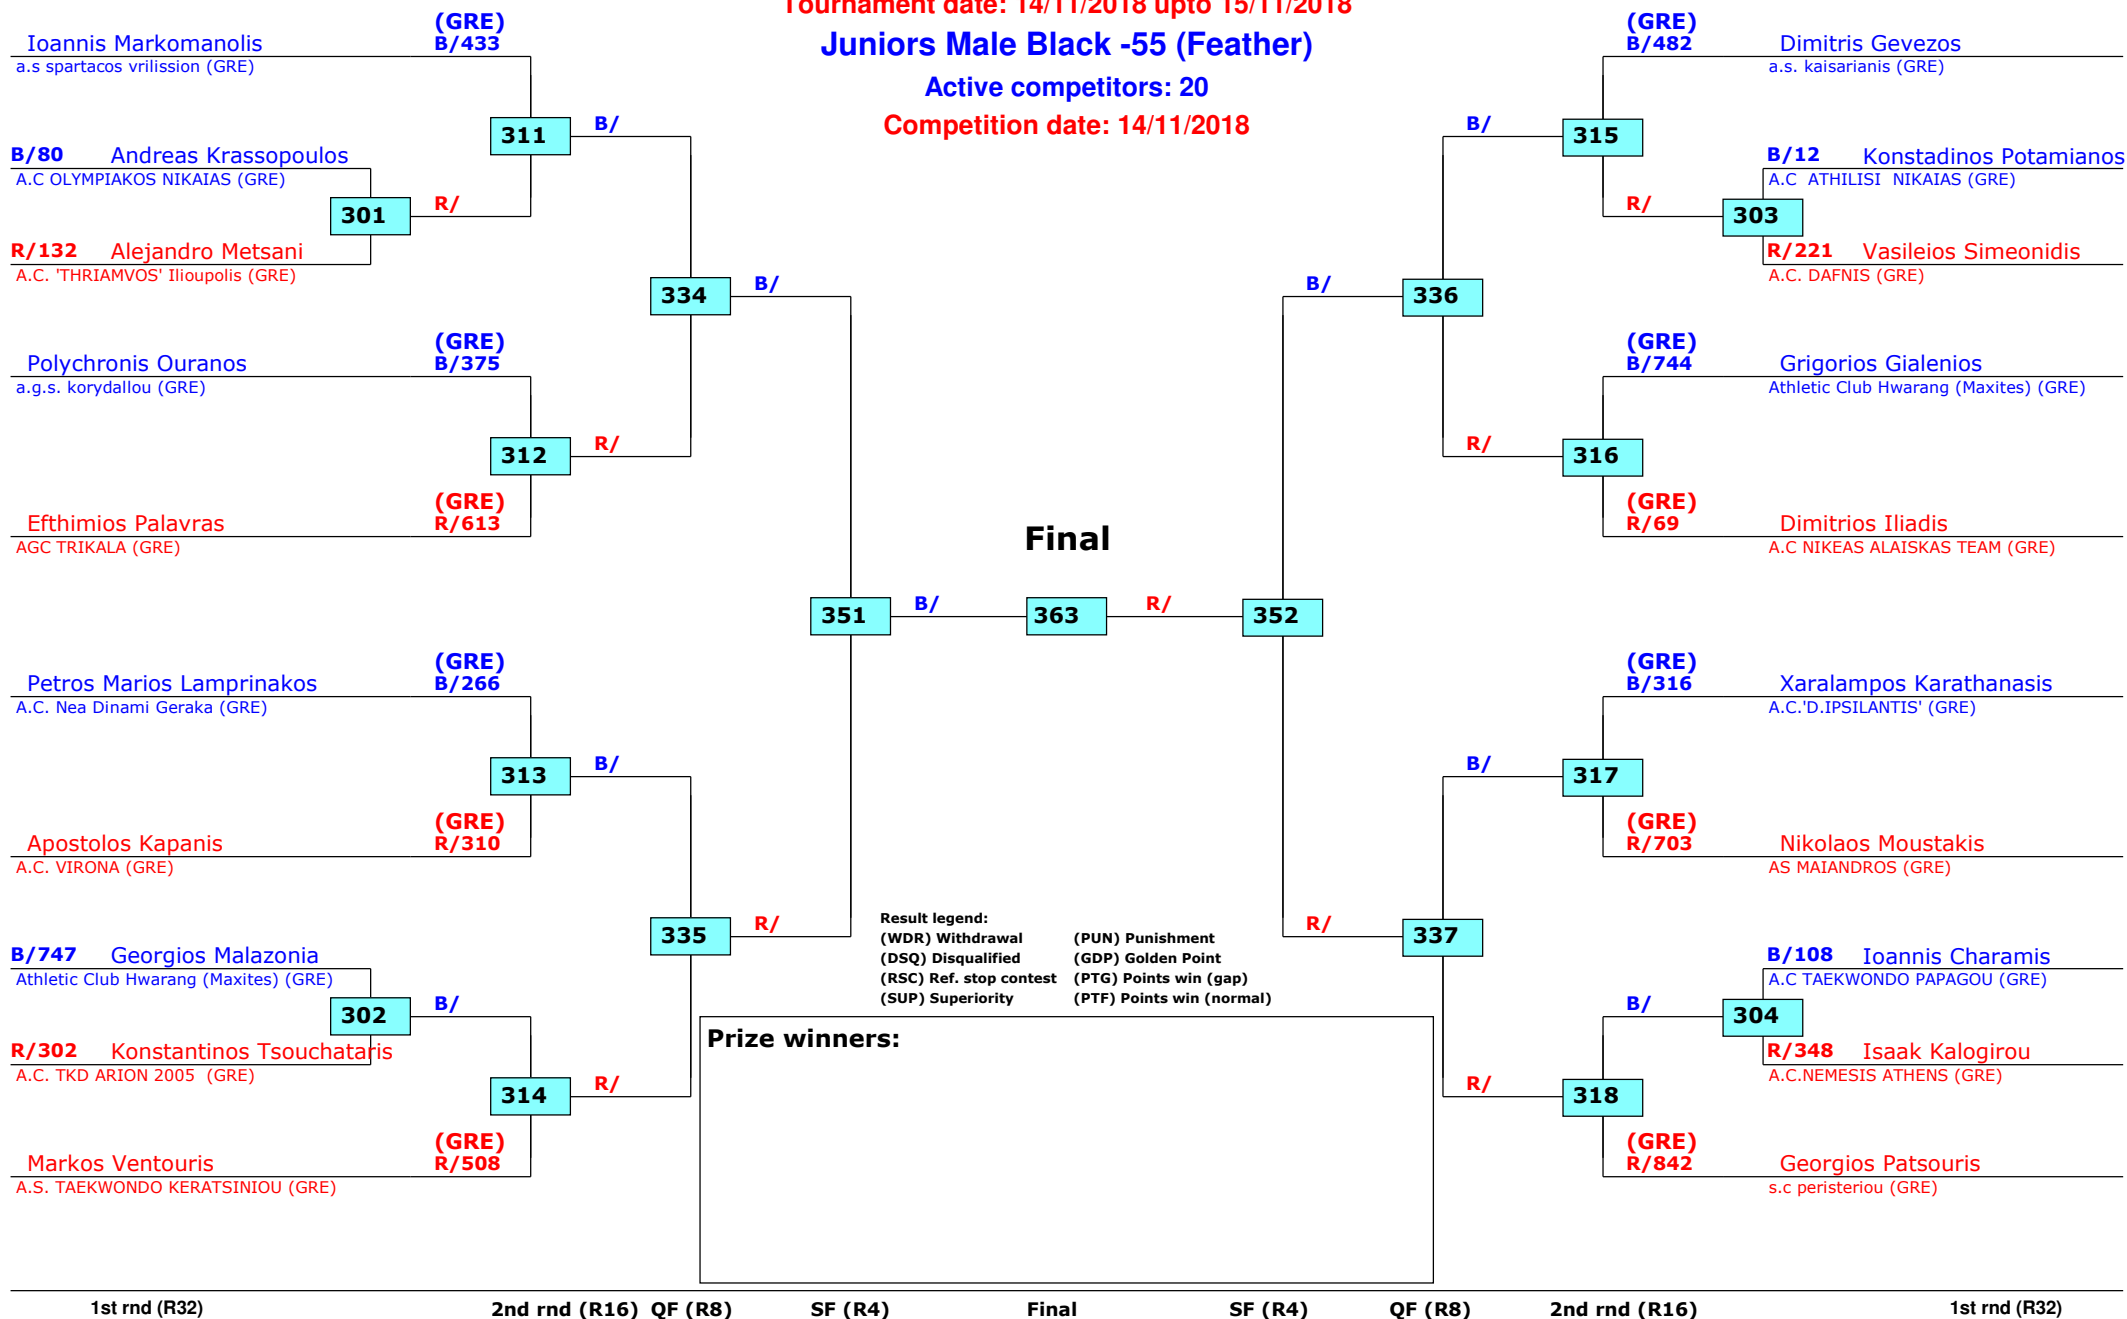 Tournament date: 14/11/2018 upto 15/11/2018
Juniors Male Black -55 (Feather)
Active competitors: 20
Competition date: 14/11/2018
(GRE)
Ioannis Markomanolis B/433
a.s spartacos vrilission (GRE)
311 B/
B/80 Andreas Krassopoulos
A.C OLYMPIAKOS NIKAIAS (GRE)
301 R/
R/132 Alejandro Metsani
A.C. 'THRIAMVOS' Ilioupolis (GRE)
334 B/
(GRE)
Polychronis Ouranos B/375
a.g.s. korydallou (GRE)
312 R/
(GRE)
Efthimios Palavras R/613
AGC TRIKALA (GRE)
351 B/
(GRE)
Petros Marios Lamprinakos B/266
A.C. Nea Dinami Geraka (GRE)
313 B/
(GRE)
Apostolos Kapanis R/310
A.C. VIRONA (GRE)
335 R/
B/747 Georgios Malazonia
Athletic Club Hwarang (Maxites) (GRE)
302 B/
R/302 Konstantinos Tsouchataris
A.C. TKD ARION 2005 (GRE)
314 R/
(GRE)
Markos Ventouris R/508
A.S. TAEKWONDO KERATSINIOU (GRE)
Final
363
(GRE)
B/482 Dimitris Gevezos
a.s. kaisarianis (GRE)
B/ 315
B/12 Konstadinos Potamianos
A.C ATHILISI NIKAIAS (GRE)
R/ 303
R/221 Vasileios Simeonidis
A.C. DAFNIS (GRE)
B/ 336
(GRE)
B/744 Grigorios Gialenios
Athletic Club Hwarang (Maxites) (GRE)
R/ 316
(GRE)
R/69 Dimitrios Iliadis
A.C NIKEAS ALAISKAS TEAM (GRE)
R/ 352
(GRE)
B/316 Xaralampos Karathanasis
A.C.'D.IPSILANTIS' (GRE)
B/ 317
(GRE)
R/703 Nikolaos Moustakis
AS MAIANDROS (GRE)
R/ 337
B/108 Ioannis Charamis
A.C TAEKWONDO PAPAGOU (GRE)
B/ 304
R/348 Isaak Kalogirou
A.C.NEMESIS ATHENS (GRE)
R/ 318
(GRE)
R/842 Georgios Patsouris
s.c peristeriou (GRE)
Result legend:
(WDR) Withdrawal (PUN) Punishment
(DSQ) Disqualified (GDP) Golden Point
(RSC) Ref. stop contest (PTG) Points win (gap)
(SUP) Superiority (PTF) Points win (normal)
Prize winners:
1st rnd (R32) 2nd rnd (R16) QF (R8) SF (R4) Final SF (R4) QF (R8) 2nd rnd (R16) 1st rnd (R32)